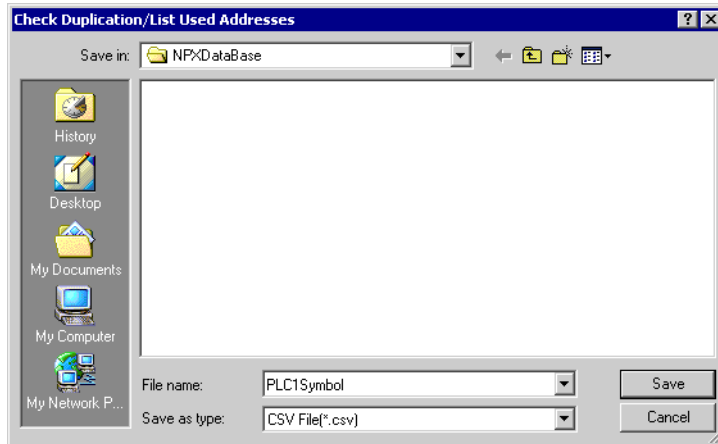 Check Duplication/List Used Addresses
Save in: NPXDataBase
History
Desktop
My Documents
My Computer
My Network P...
File name: PLC1Symbol Save
Save as type: CSV File(*.csv) Cancel